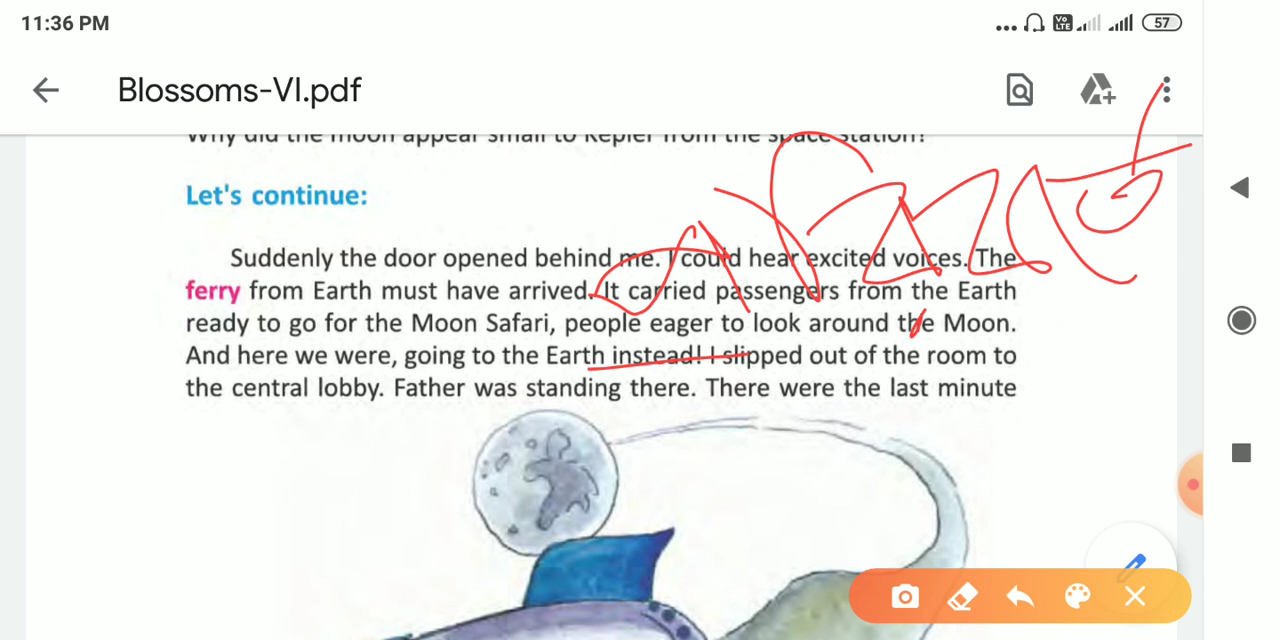 11:36 PM
Vo LTE
57
Blossoms-VI.pdf
Why did the moon appear small to Kepler from the space station?
Let's continue:
Suddenly the door opened behind me. I could hear excited voices. The
ferry from Earth must have arrived. It carried passengers from the Earth
ready to go for the Moon Safari, people eager to look around the Moon.
And here we were, going to the Earth instead! I slipped out of the room to
the central lobby. Father was standing there. There were the last minute